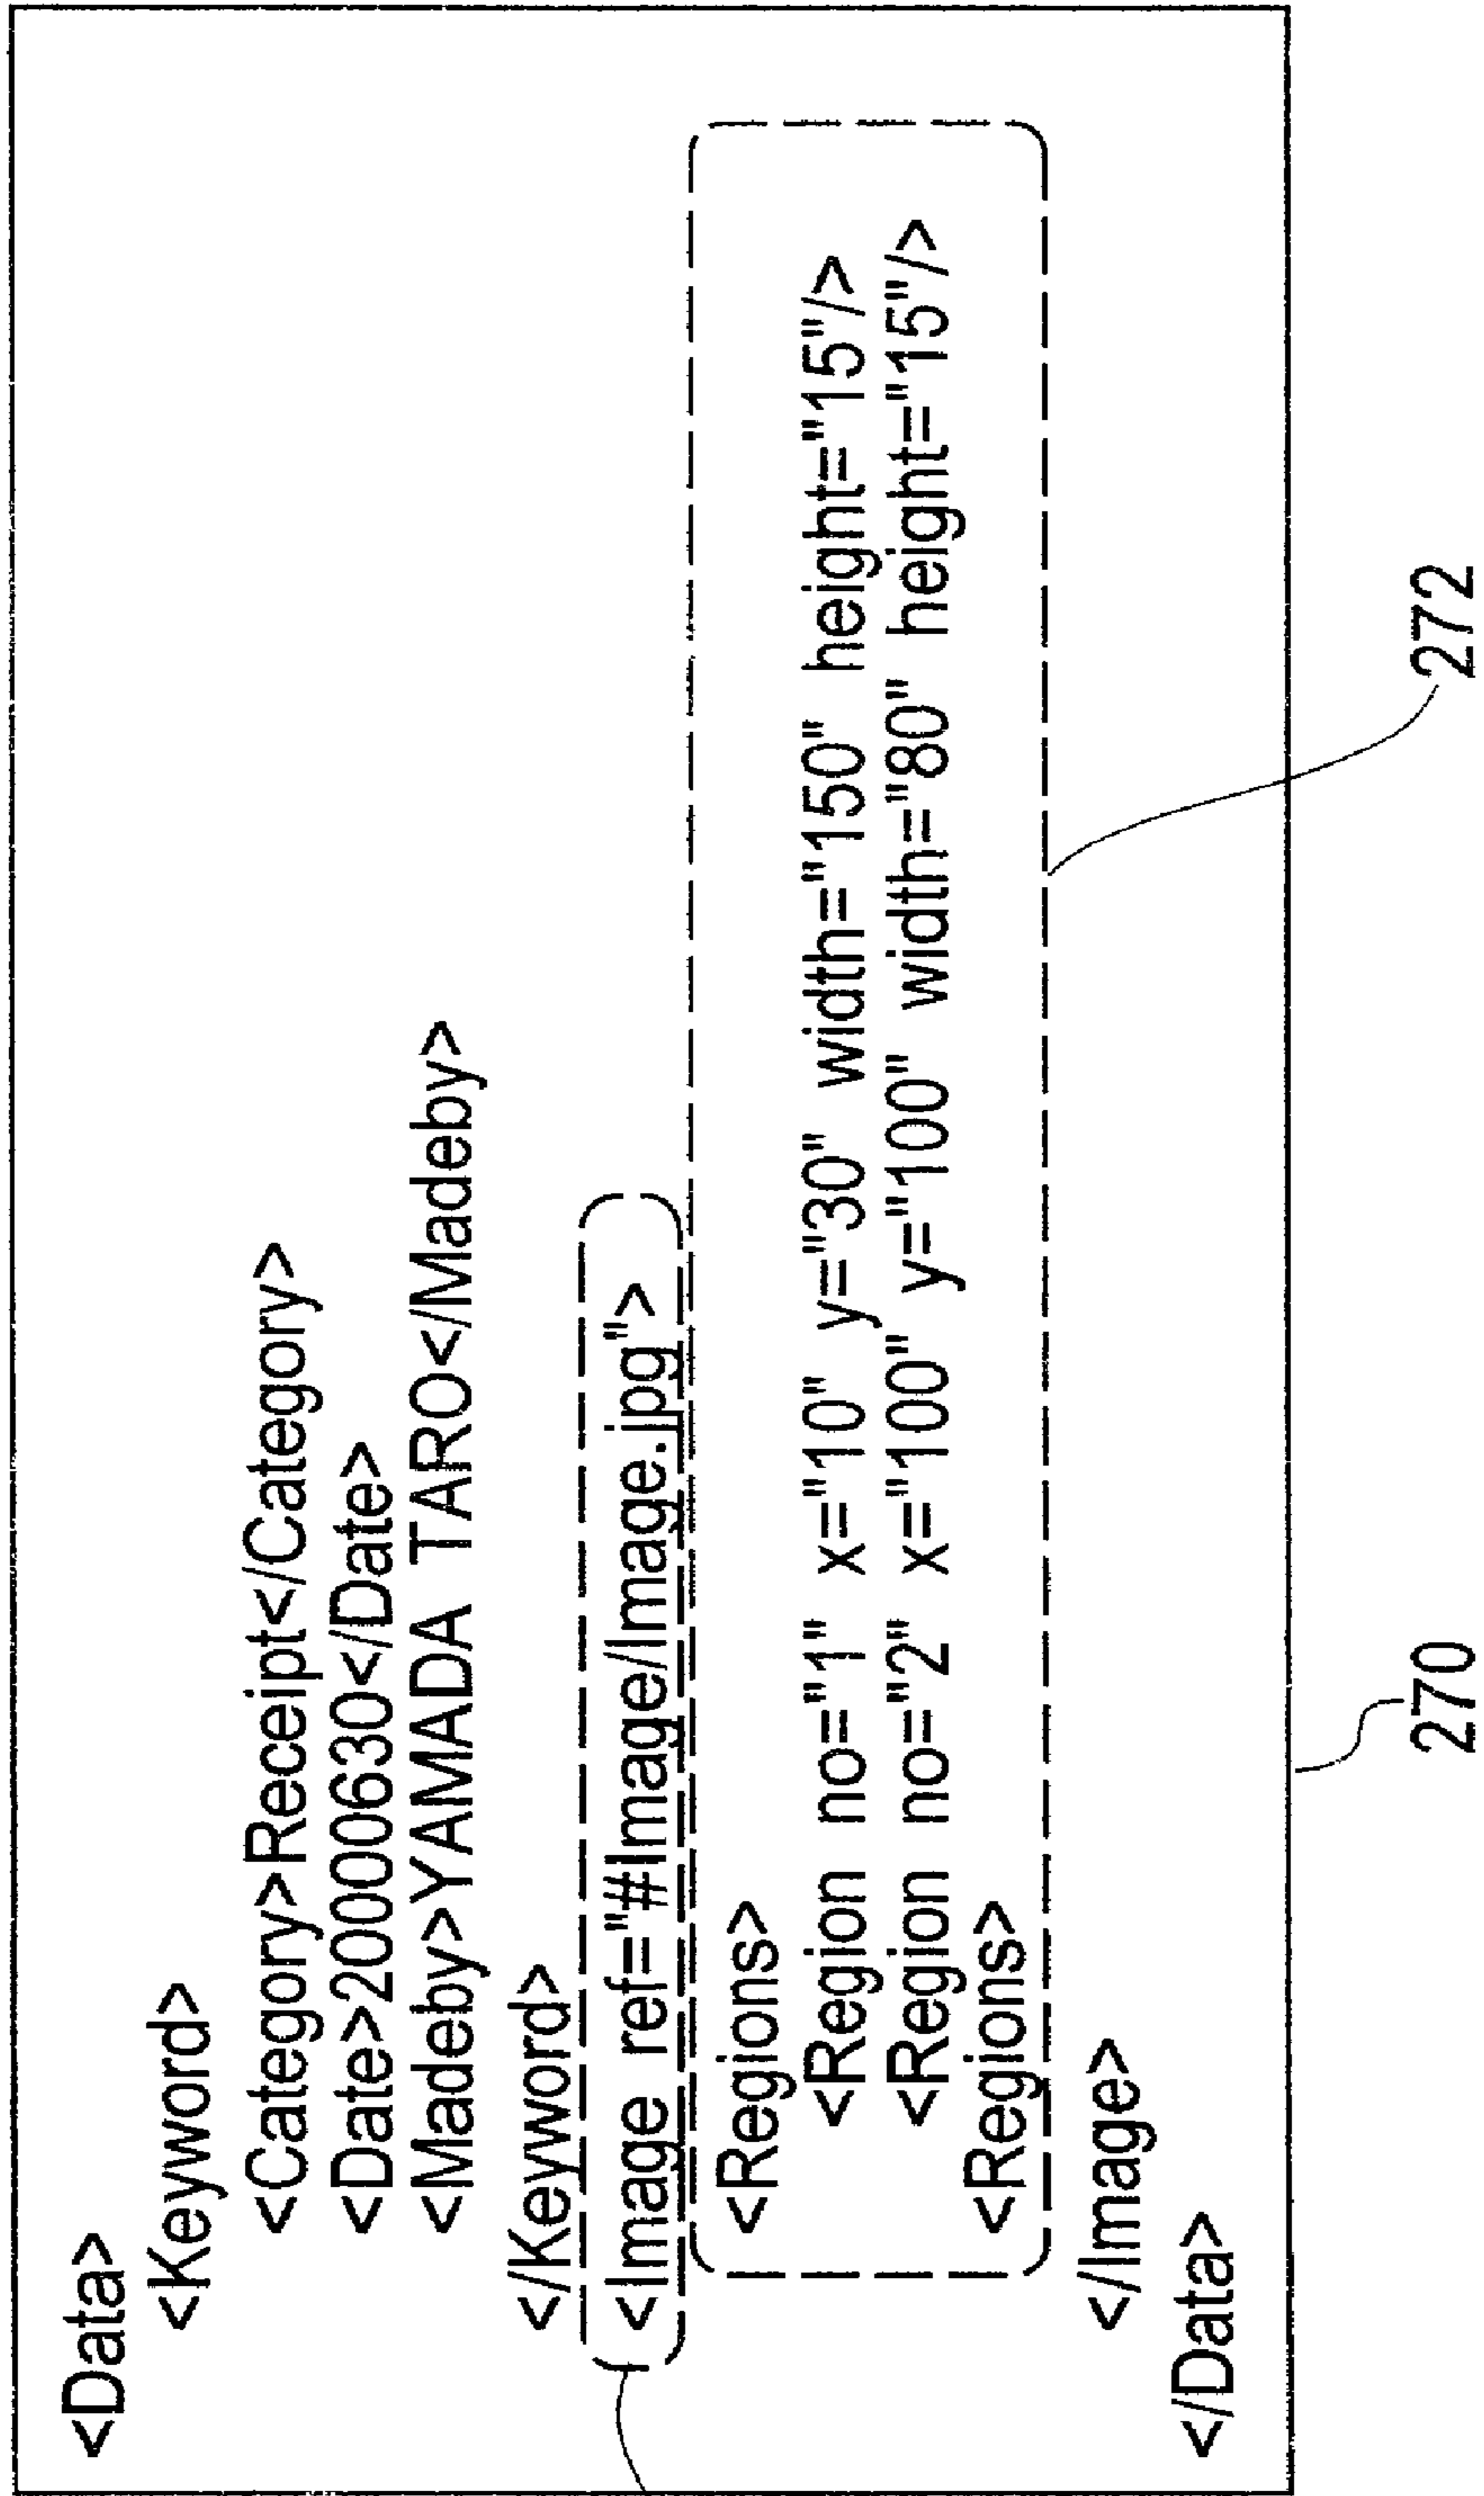 <Data>
<Keyword>
<Category>Receipt</Category>
<Date>20000630</Date>
<Madeby>YAMADA TARO</Madeby>
</Keyword>
<Image ref="#Image/Image.jpg">
<Regions>
<Region no="1" x="10" y="30" width="150" height="15"/>
<Region no="2" x="100" y="100" width="80" height="15"/>
<Regions>
</Image>
</Data>
270
272